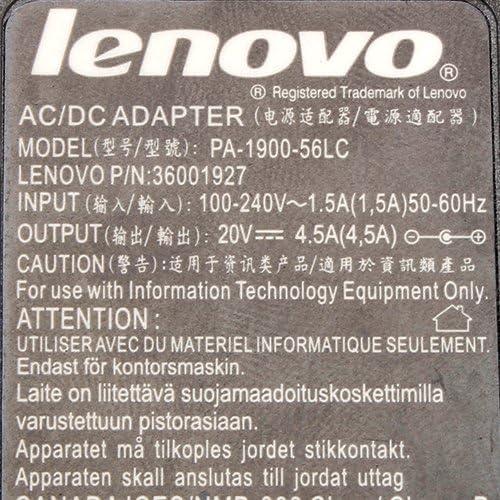 lenovo®
® Registered Trademark of Lenovo
AC/DC ADAPTER (电源适配器/電源適配器)
MODEL(型号/型號): PA-1900-56LC
LENOVO P/N:36001927
INPUT (输入/輸入): 100-240V～1.5A(1,5A)50-60Hz
OUTPUT(输出/輸出): 20V⎓ 4.5A(4,5A)
CAUTION (警告):适用于资讯类产品/適用於資訊類產品
For use with Information Technology Equipment Only.
ATTENTION :
UTILISER AVEC DU MATERIEL INFORMATIQUE SEULEMENT.
Endast för kontorsmaskin.
Laite on liitettävä suojamaadoituskoskettimilla
varustettuun pistorasiaan.
Apparatet må tilkoples jordet stikkontakt.
Apparaten skall anslutas till jordat uttag